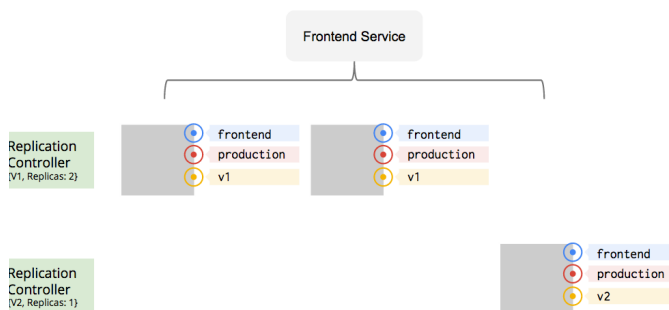 Frontend Service
Replication
Controller
[V1, Replicas: 2}
frontend
production
v1
frontend
production
v1
Replication
Controller
[V2, Replicas: 1}
frontend
production
v2